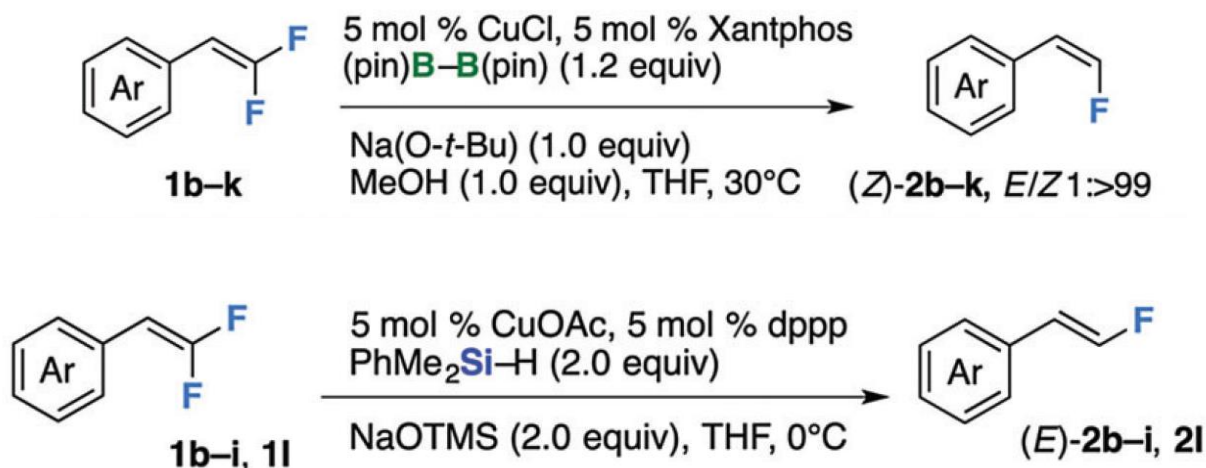 5 mol % CuCl, 5 mol % Xantphos
(pin)B–B(pin) (1.2 equiv)
Ar
F
F
Na(O-t-Bu) (1.0 equiv)
MeOH (1.0 equiv), THF, 30°C
1b–k
Ar
F
(Z)-2b–k, E/Z 1:>99
5 mol % CuOAc, 5 mol % dppp
PhMe2Si–H (2.0 equiv)
Ar
F
F
NaOTMS (2.0 equiv), THF, 0°C
1b–i, 1l
Ar
F
(E)-2b–i, 2l